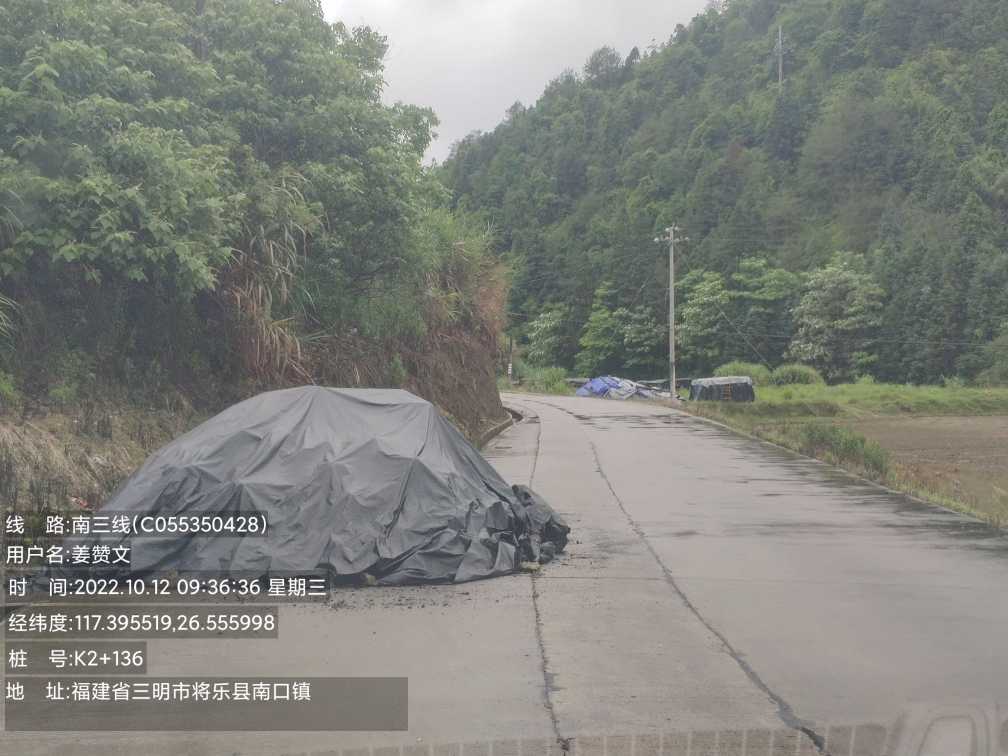 线 路:南三线(C055350428)
用户名:姜赞文
时 间:2022.10.12 09:36:36 星期三
经纬度:117.395519,26.555998
桩 号:K2+136
地 址:福建省三明市将乐县南口镇